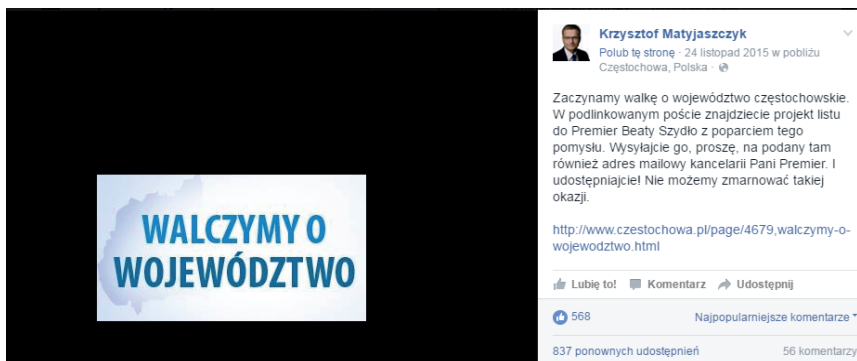 WALCZYMY O
WOJEWÓDZTWO
Krzysztof Matyjaszczyk
Polub tę stronę · 24 listopad 2015 w pobliżu
Częstochowa, Polska ·
Zaczynamy walkę o województwo częstochowskie.
W podlinkowanym poście znajdziecie projekt listu
do Premier Beaty Szydło z poparciem tego
pomysłu. Wysyłajcie go, proszę, na podany tam
również adres mailowy kancelarii Pani Premier. I
udostępniajcie! Nie możemy zmarnować takiej
okazji.
http://www.czestochowa.pl/page/4679,walczymy-o-
wojewodztwo.html
Lubię to! Komentarz Udostępnij
568 Najpopularniejsze komentarze
837 ponownych udostępnień 56 komentarzy